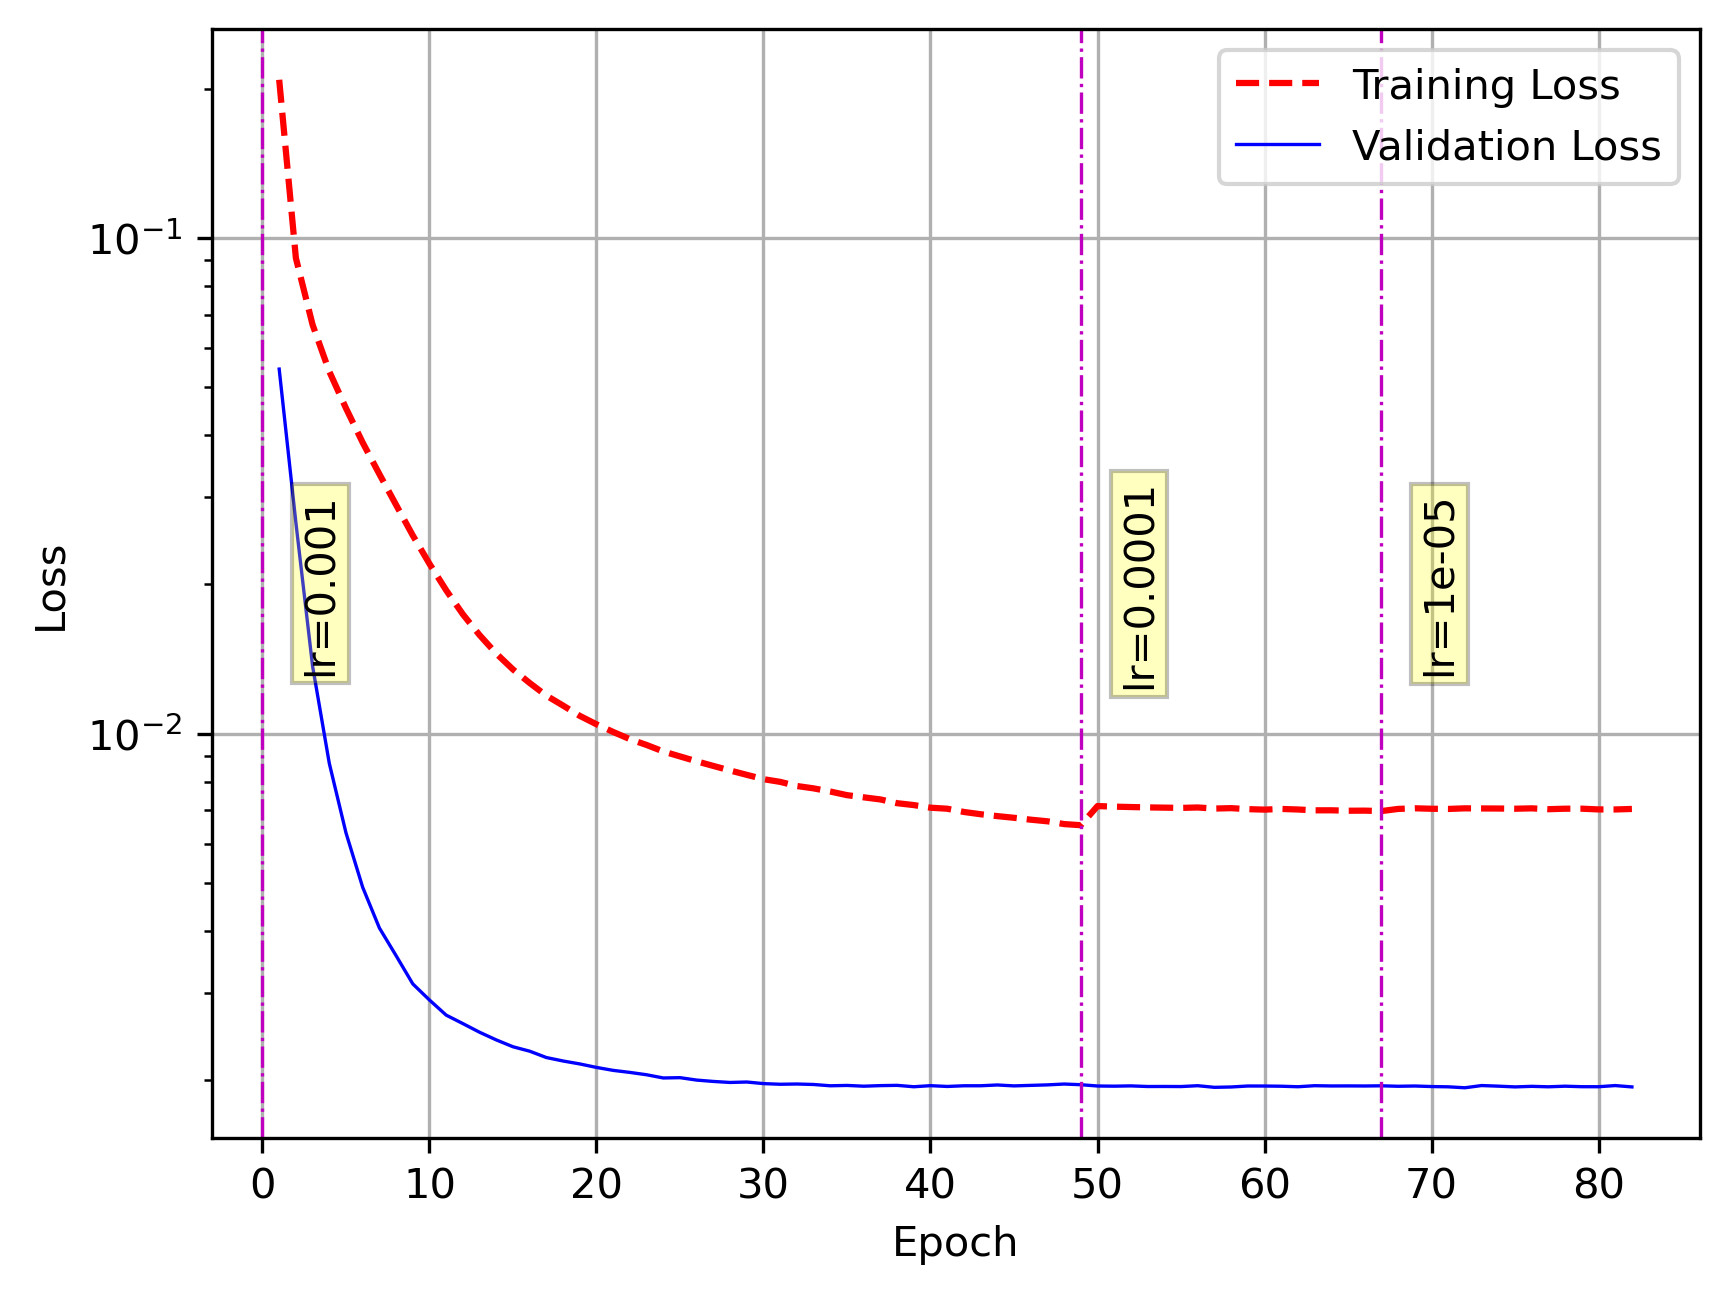 Training Loss
Validation Loss
10⁻¹
10⁻²
Loss
lr=0.001
lr=0.0001
lr=1e-05
0 10 20 30 40 50 60 70 80
Epoch